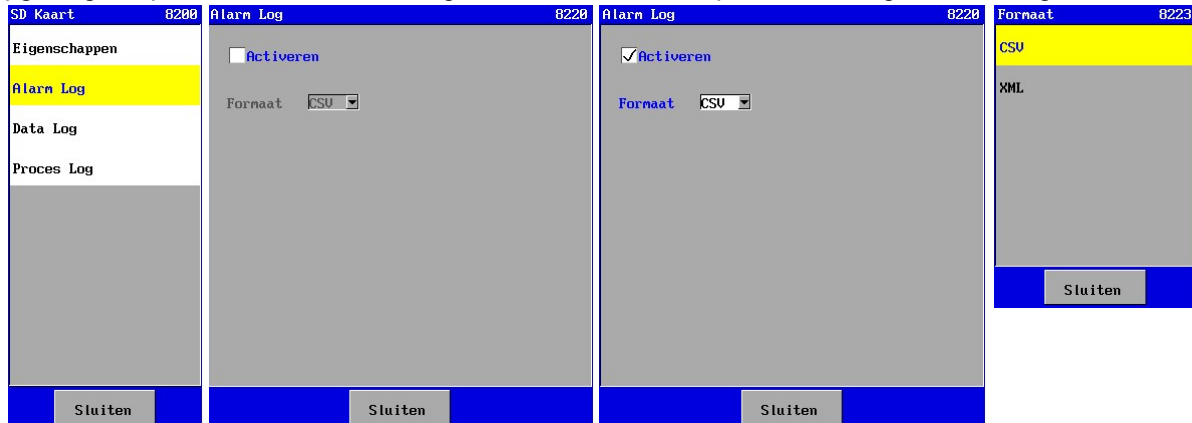 SD Kaart 8200
Eigenschappen
Alarm Log
Data Log
Proces Log
Sluiten
Alarm Log 8220
Activeren
Formaat CSV
Sluiten
Alarm Log 8220
Activeren
Formaat CSV
Sluiten
Formaat 8223
CSV
XML
Sluiten